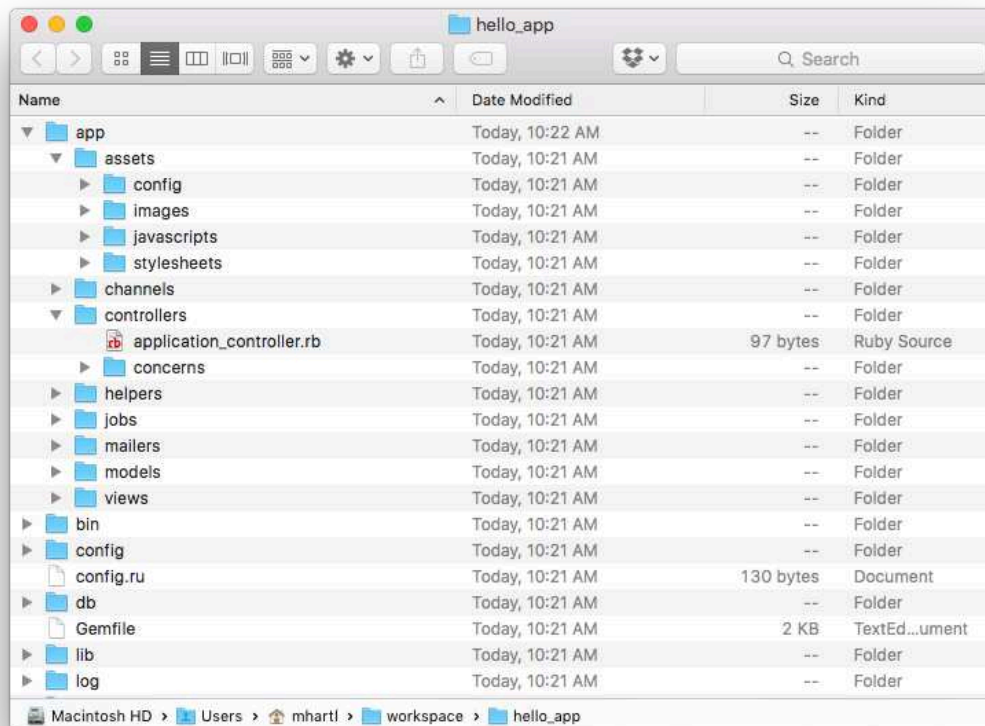 hello_app
Search
Name Date Modified Size Kind
app Today, 10:22 AM -- Folder
assets Today, 10:21 AM -- Folder
config Today, 10:21 AM -- Folder
images Today, 10:21 AM -- Folder
javascripts Today, 10:21 AM -- Folder
stylesheets Today, 10:21 AM -- Folder
channels Today, 10:21 AM -- Folder
controllers Today, 10:21 AM -- Folder
rb application_controller.rb Today, 10:21 AM 97 bytes Ruby Source
concerns Today, 10:21 AM -- Folder
helpers Today, 10:21 AM -- Folder
jobs Today, 10:21 AM -- Folder
mailers Today, 10:21 AM -- Folder
models Today, 10:21 AM -- Folder
views Today, 10:21 AM -- Folder
bin Today, 10:21 AM -- Folder
config Today, 10:21 AM -- Folder
config.ru Today, 10:21 AM 130 bytes Document
db Today, 10:21 AM -- Folder
Gemfile Today, 10:21 AM 2 KB TextEd...ument
lib Today, 10:21 AM -- Folder
log Today, 10:21 AM -- Folder
Macintosh HD › Users › mhartl › workspace › hello_app